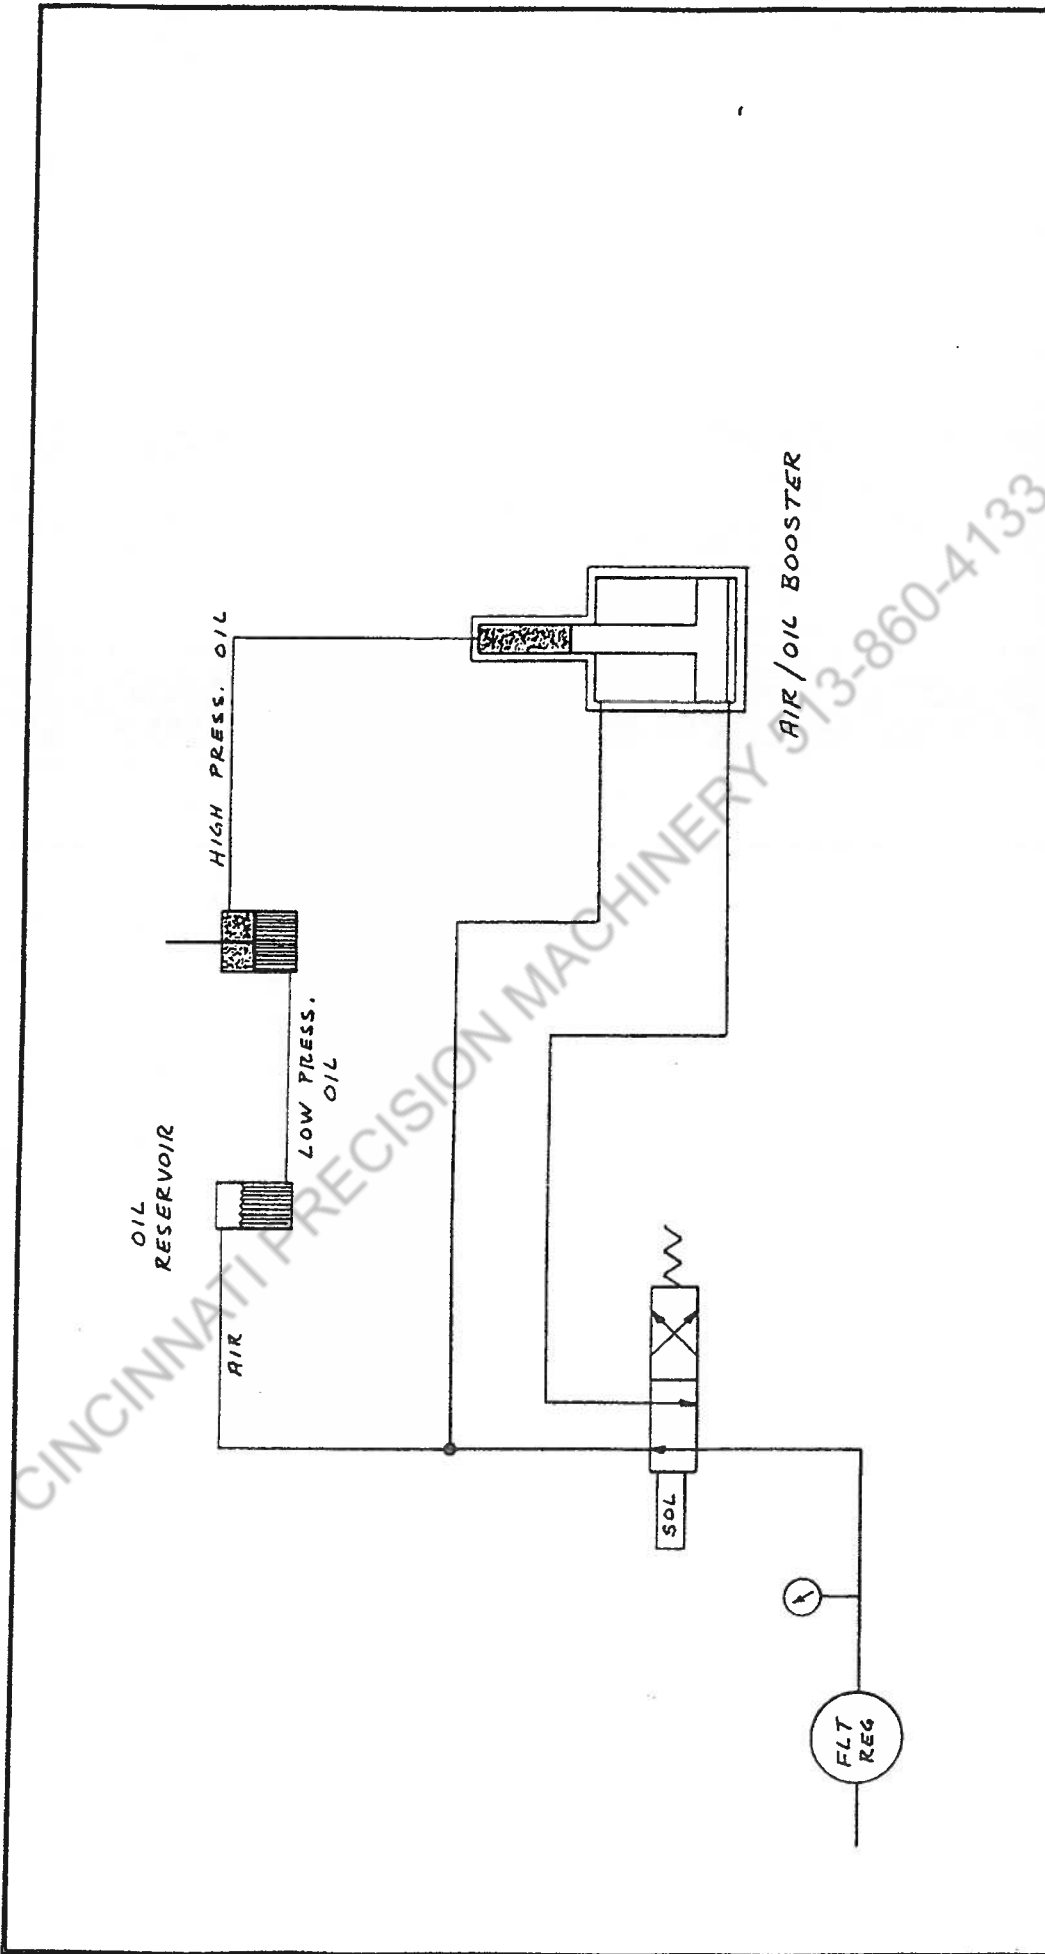 OIL
RESERVOIR
AIR
LOW PRESS.
OIL
HIGH PRESS. OIL
AIR/OIL BOOSTER
SOL
FLT
REG
CINCINNATI PRECISION MACHINERY 513-860-4133